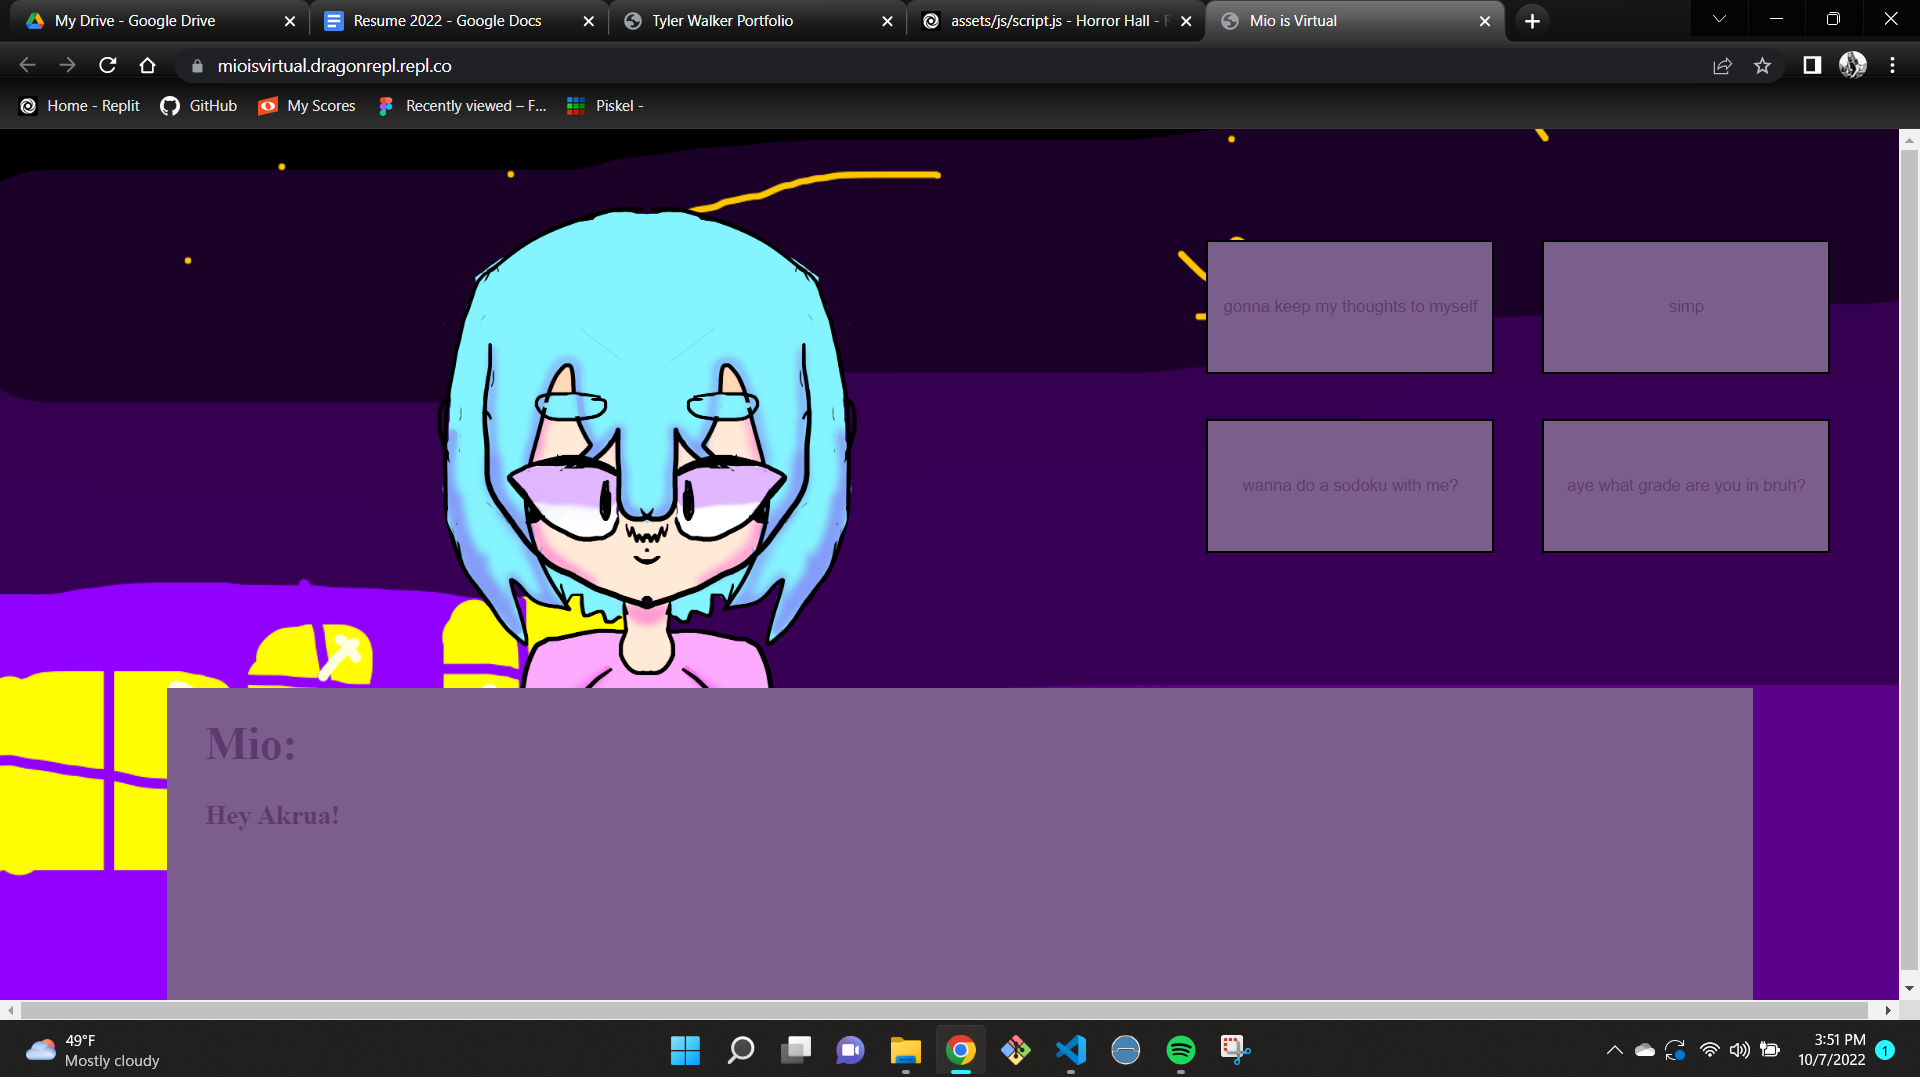 My Drive - Google Drive
Resume 2022 - Google Docs
Tyler Walker Portfolio
assets/js/script.js - Horror Hall -
Mio is Virtual
mioisvirtual.dragonrepl.repl.co
Home - Replit
GitHub
My Scores
Recently viewed – F...
Piskel -
gonna keep my thoughts to myself
simp
wanna do a sodoku with me?
aye what grade are you in bruh?
Mio:
Hey Akrua!
49°F
Mostly cloudy
3:51 PM
10/7/2022
1